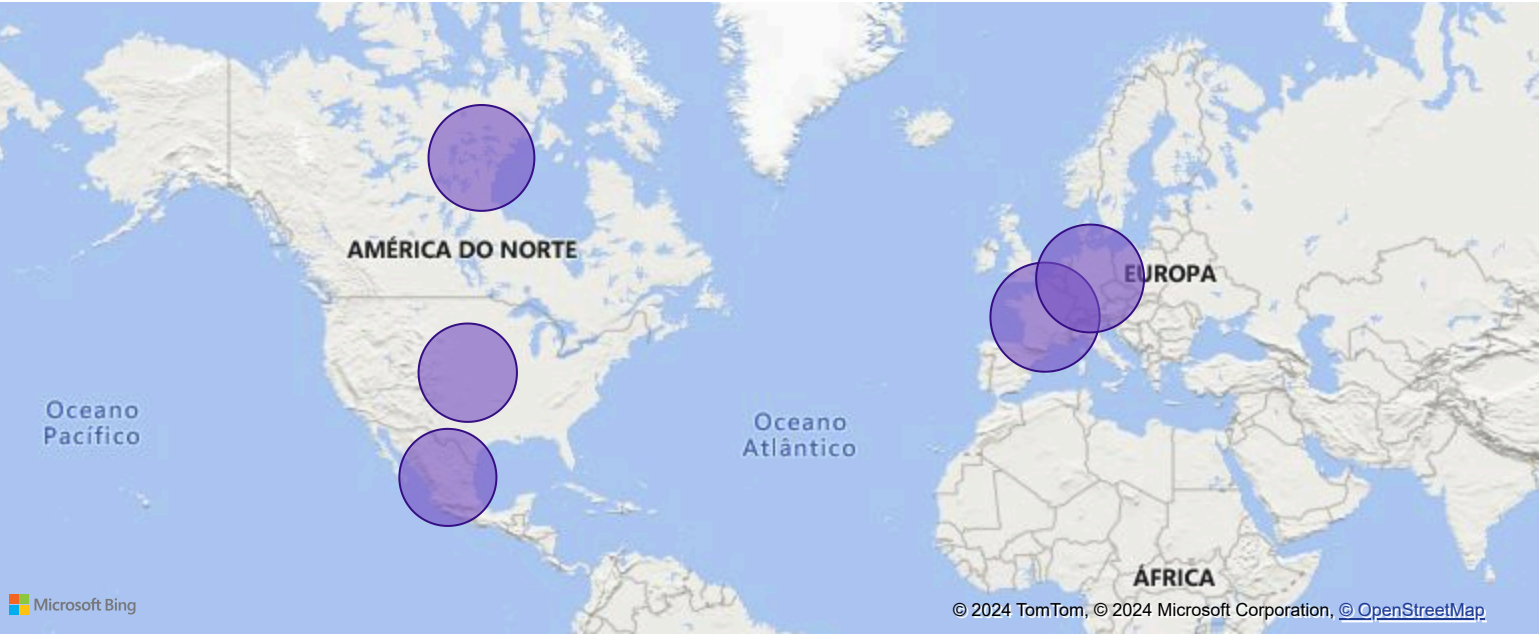 AMÉRICA DO NORTE
EUROPA
Oceano
Pacífico
Oceano
Atlântico
ÁFRICA
Microsoft Bing
© 2024 TomTom, © 2024 Microsoft Corporation, © OpenStreetMap